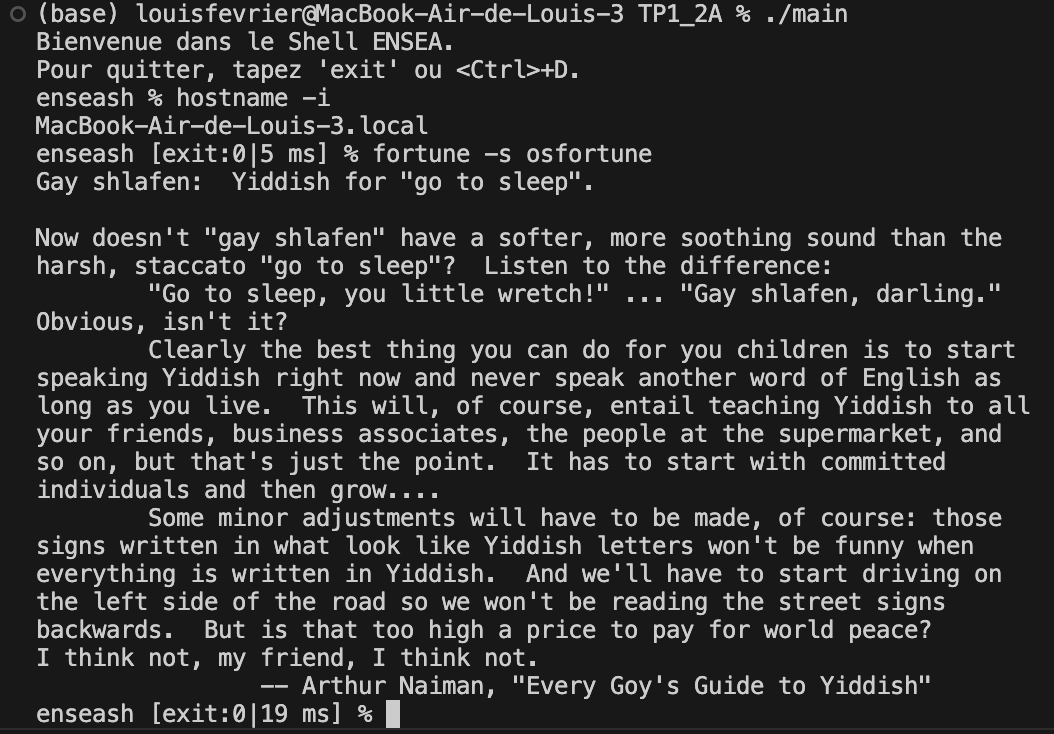 (base) louisfevrier@MacBook-Air-de-Louis-3 TP1_2A % ./main
Bienvenue dans le Shell ENSEA.
Pour quitter, tapez 'exit' ou <Ctrl>+D.
enseash % hostname -i
MacBook-Air-de-Louis-3.local
enseash [exit:0|5 ms] % fortune -s osfortune
Gay shlafen:  Yiddish for "go to sleep".

Now doesn't "gay shlafen" have a softer, more soothing sound than the
harsh, staccato "go to sleep"?  Listen to the difference:
        "Go to sleep, you little wretch!" ... "Gay shlafen, darling."
Obvious, isn't it?
        Clearly the best thing you can do for you children is to start
speaking Yiddish right now and never speak another word of English as
long as you live.  This will, of course, entail teaching Yiddish to all
your friends, business associates, the people at the supermarket, and
so on, but that's just the point.  It has to start with committed
individuals and then grow....
        Some minor adjustments will have to be made, of course: those
signs written in what look like Yiddish letters won't be funny when
everything is written in Yiddish.  And we'll have to start driving on
the left side of the road so we won't be reading the street signs
backwards.  But is that too high a price to pay for world peace?
I think not, my friend, I think not.
                -- Arthur Naiman, "Every Goy's Guide to Yiddish"
enseash [exit:0|19 ms] %